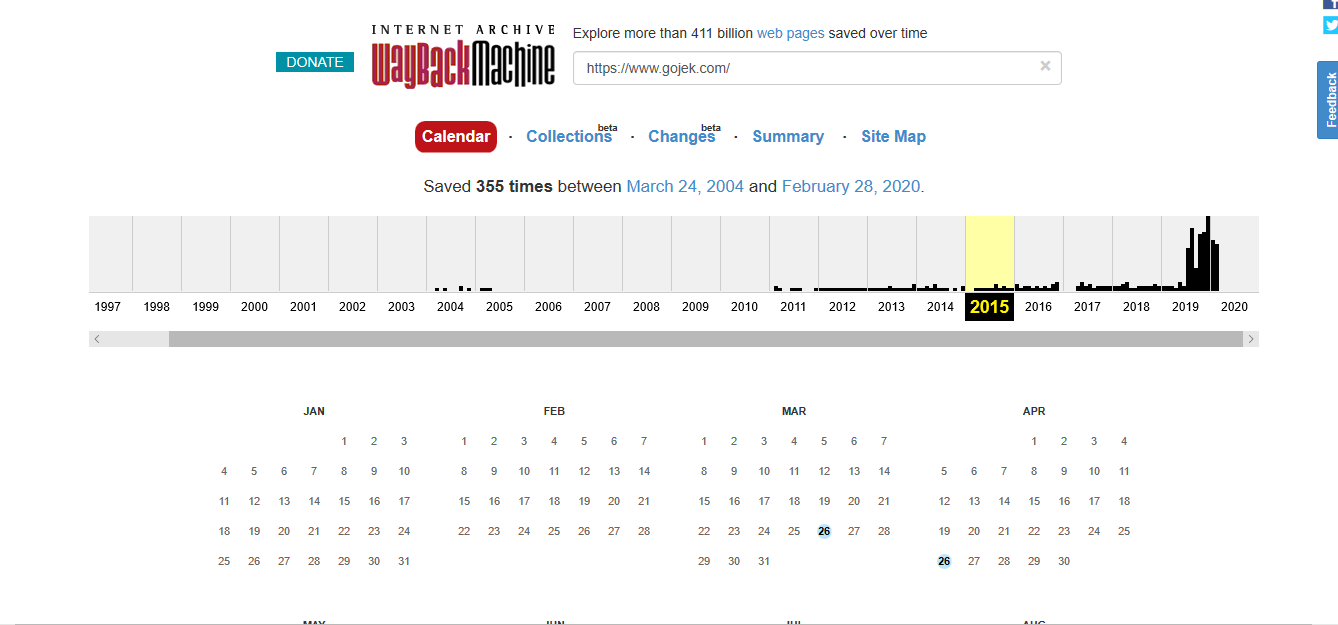 INTERNET ARCHIVE
WayBackMachine
DONATE
Explore more than 411 billion web pages saved over time
https://www.gojek.com/ ×
Feedback
Calendar · Collections beta · Changes beta · Summary · Site Map
Saved 355 times between March 24, 2004 and February 28, 2020.
1997 1998 1999 2000 2001 2002 2003 2004 2005 2006 2007 2008 2009 2010 2011 2012 2013 2014 2015 2016 2017 2018 2019 2020
JAN
1 2 3
4 5 6 7 8 9 10
11 12 13 14 15 16 17
18 19 20 21 22 23 24
25 26 27 28 29 30 31
FEB
1 2 3 4 5 6 7
8 9 10 11 12 13 14
15 16 17 18 19 20 21
22 23 24 25 26 27 28
MAR
1 2 3 4 5 6 7
8 9 10 11 12 13 14
15 16 17 18 19 20 21
22 23 24 25 26 27 28
29 30 31
APR
1 2 3 4
5 6 7 8 9 10 11
12 13 14 15 16 17 18
19 20 21 22 23 24 25
26 27 28 29 30
MAY JUN JUL AUG